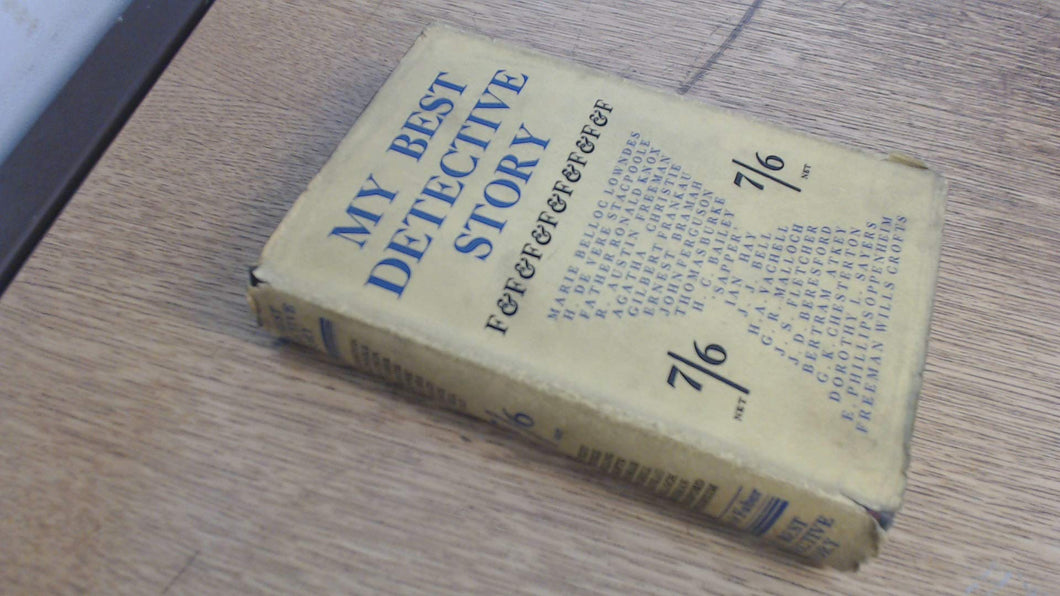 MY BEST
DETECTIVE
STORY
F&F&F&F&F&F&F&F
MARIE BELLOC LOWNDES
H. DE VERE STACPOOLE
FATHER RONALD KNOX
R. AUSTIN FREEMAN
AGATHA CHRISTIE
GILBERT FRANKAU
ERNEST BRAMAH
JOHN FERGUSON
THOMAS BURKE
H. C. BAILEY
SAPPER
IAN HAY
J. J. BELL
H. A. VACHELL
G. R. MALLOCH
J. S. FLETCHER
J. D. BERESFORD
BERTRAM ATKEY
G. K. CHESTERTON
DOROTHY L. SAYERS
E. PHILLIPS OPPENHEIM
FREEMAN WILLS CROFTS
7/6
NET
7/6
NET
Faber